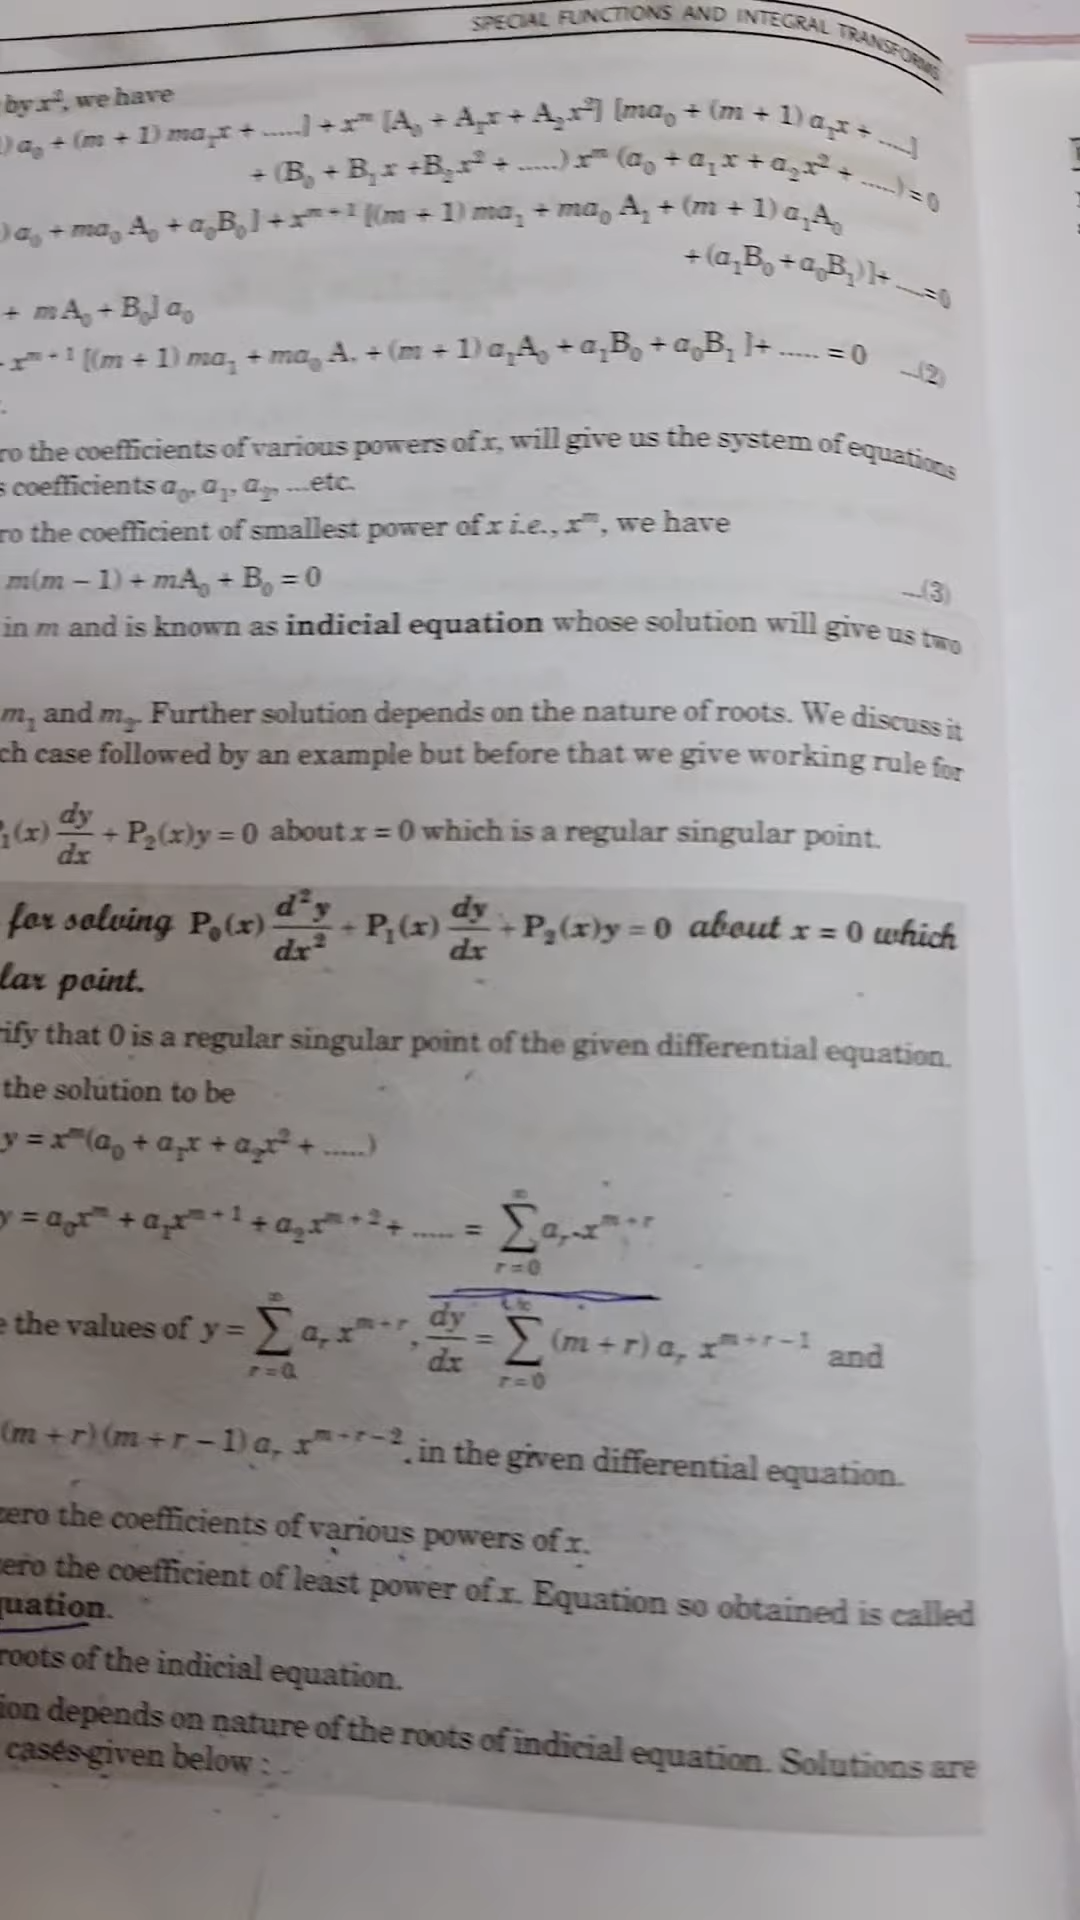 SPECIAL FUNCTIONS AND INTEGRAL TRANSFORMS
by x², we have
) a₀ + (m + 1) ma₁x + ......] + xᵐ [A₀ + A₁x + A₂x²] [ma₀ + (m + 1) a₁x + ....]
+ (B₀ + B₁x +B₂x² + ......) xᵐ (a₀ + a₁x + a₂x² + .....) = 0
)a₀ + ma₀ A₀ + a₀B₀] + xᵐ⁺¹ [(m + 1) ma₁ + ma₀ A₁ + (m + 1) a₁A₀
+ (a₁B₀ + a₀B₁)]+ ....=0
+ mA₀ + B₀] a₀
xᵐ⁺¹ [(m + 1) ma₁ + ma₀ A. + (m + 1) a₁A₀ + a₁B₀ + a₀B₁ ]+ ..... = 0 ...(2)
ro the coefficients of various powers of x, will give us the system of equations
s coefficients a₀, a₁, a₂, ...etc.
ro the coefficient of smallest power of x i.e., xᵐ, we have
m(m – 1) + mA₀ + B₀ = 0 ...(3)
in m and is known as indicial equation whose solution will give us two
m₁ and m₂. Further solution depends on the nature of roots. We discuss it
ch case followed by an example but before that we give working rule for
P₁(x) dy/dx + P₂(x)y = 0 about x = 0 which is a regular singular point.
for solving P₀(x) d²y/dx² + P₁(x) dy/dx + P₂(x)y = 0 about x = 0 which
lar point.
rify that 0 is a regular singular point of the given differential equation.
the solution to be
y = xᵐ(a₀ + a₁x + a₂x² + .....)
y = a₀xᵐ + a₁xᵐ⁺¹ + a₂xᵐ⁺² + ..... = ∞∑r=0 aᵣ xᵐ⁺ʳ
e the values of y = ∞∑r=0 aᵣ xᵐ⁺ʳ, dy/dx = ∞∑r=0 (m + r) aᵣ xᵐ⁺ʳ⁻¹ and
(m + r) (m + r – 1) aᵣ xᵐ⁺ʳ⁻², in the given differential equation.
zero the coefficients of various powers of x.
ero the coefficient of least power of x. Equation so obtained is called
quation.
roots of the indicial equation.
ion depends on nature of the roots of indicial equation. Solutions are
cases given below :